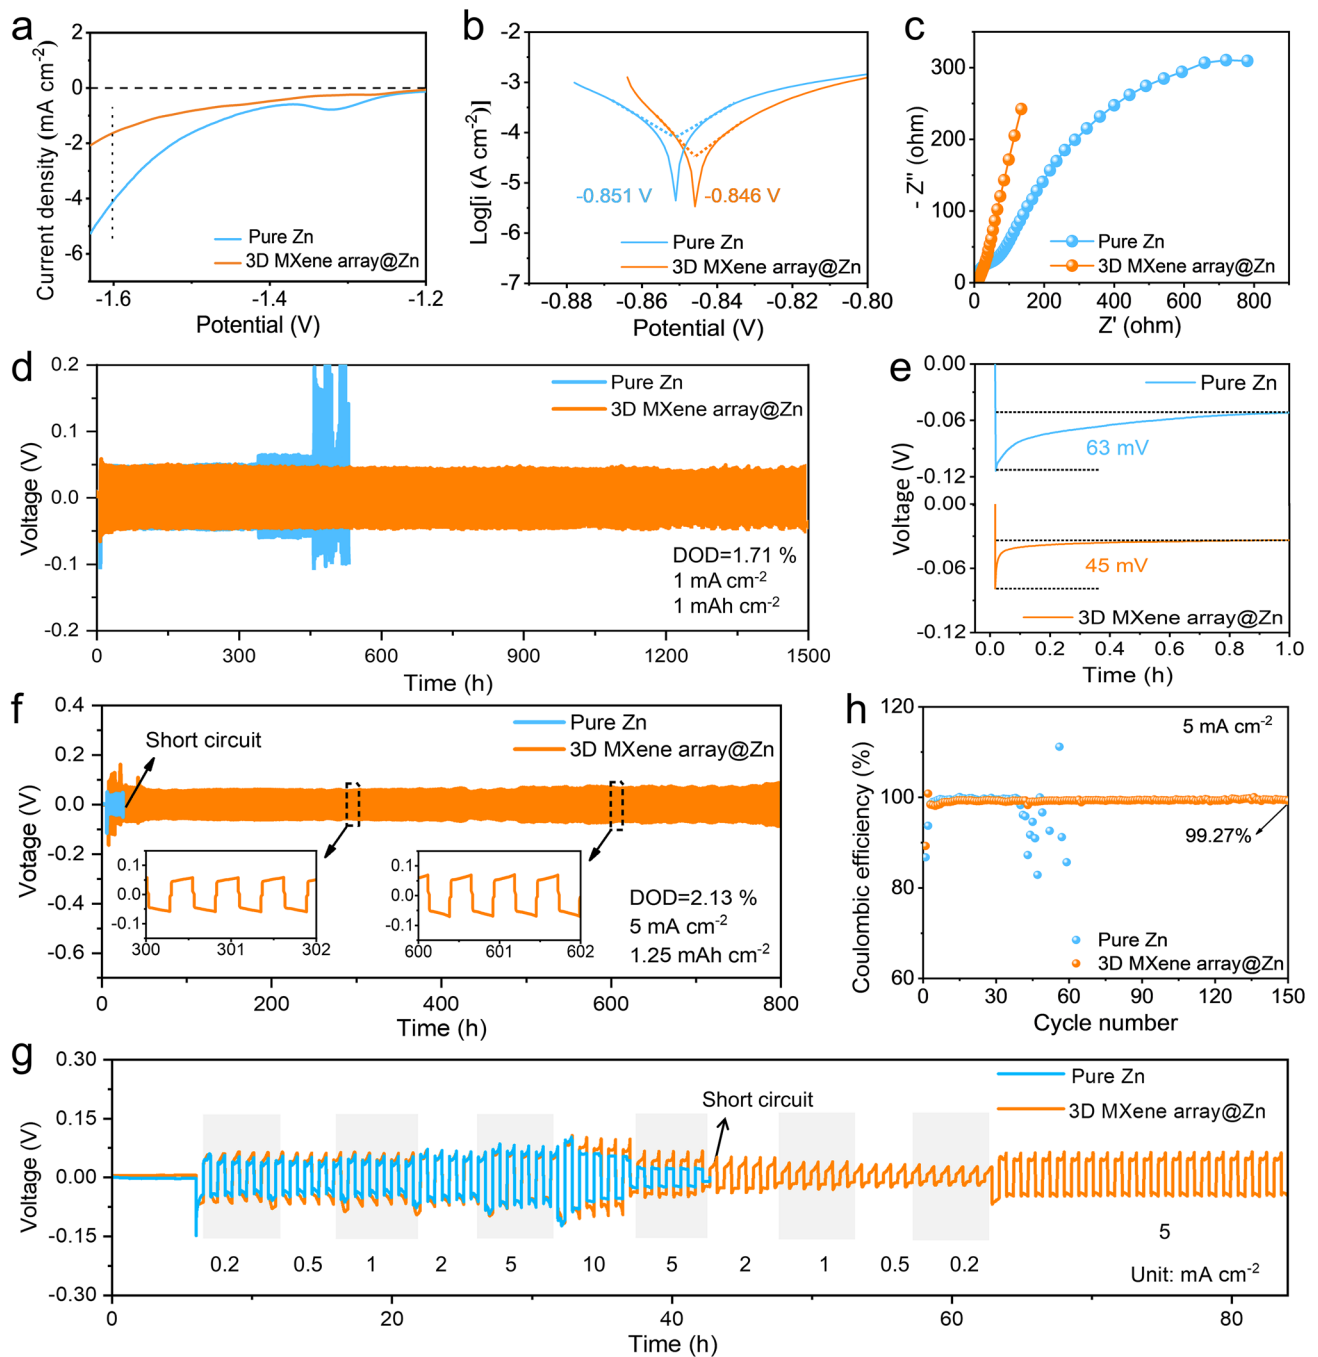 a
Current density (mA cm-2)
0
-2
-4
-6
-1.6
-1.4
-1.2
Potential (V)
Pure Zn
3D MXene array@Zn
b
Log[i (A cm-2)]
-2
-3
-4
-5
-6
-7
-0.851 V
-0.846 V
Pure Zn
3D MXene array@Zn
-0.88
-0.86
-0.84
-0.82
-0.80
Potential (V)
c
- Z'' (ohm)
300
200
100
0
Pure Zn
3D MXene array@Zn
0
200
400
600
800
Z' (ohm)
d
Voltage (V)
0.2
0.1
0.0
-0.1
-0.2
Pure Zn
3D MXene array@Zn
DOD=1.71 %
1 mA cm-2
1 mAh cm-2
0
300
600
900
1200
1500
Time (h)
e
Voltage (V)
0.00
-0.06
-0.12
0.00
-0.06
-0.12
Pure Zn
63 mV
45 mV
3D MXene array@Zn
0.0
0.2
0.4
0.6
0.8
1.0
Time (h)
f
Votage (V)
0.4
0.2
0.0
-0.2
-0.4
-0.6
Short circuit
Pure Zn
3D MXene array@Zn
0.1
0.0
-0.1
300
301
302
0.1
0.0
-0.1
600
601
602
DOD=2.13 %
5 mA cm-2
1.25 mAh cm-2
0
200
400
600
800
Time (h)
h
Coulombic efficiency (%)
120
100
80
60
5 mA cm-2
99.27%
Pure Zn
3D MXene array@Zn
0
30
60
90
120
150
Cycle number
g
Voltage (V)
0.30
0.15
0.00
-0.15
-0.30
Pure Zn
3D MXene array@Zn
Short circuit
0.2
0.5
1
2
5
10
5
2
1
0.5
0.2
5
Unit: mA cm-2
0
20
40
60
80
Time (h)